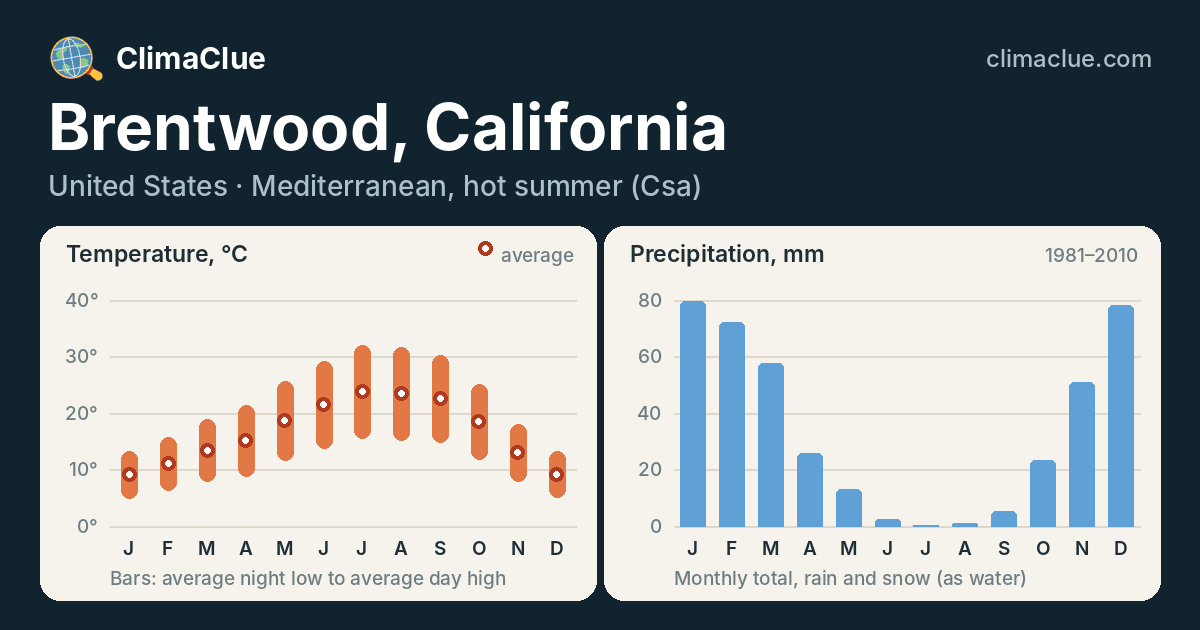 ClimaClue
climaclue.com
Brentwood, California
United States · Mediterranean, hot summer (Csa)
Temperature, °C
average
40°
30°
20°
10°
0°
J F M A M J J A S O N D
Bars: average night low to average day high
Precipitation, mm
1981–2010
80
60
40
20
0
J F M A M J J A S O N D
Monthly total, rain and snow (as water)